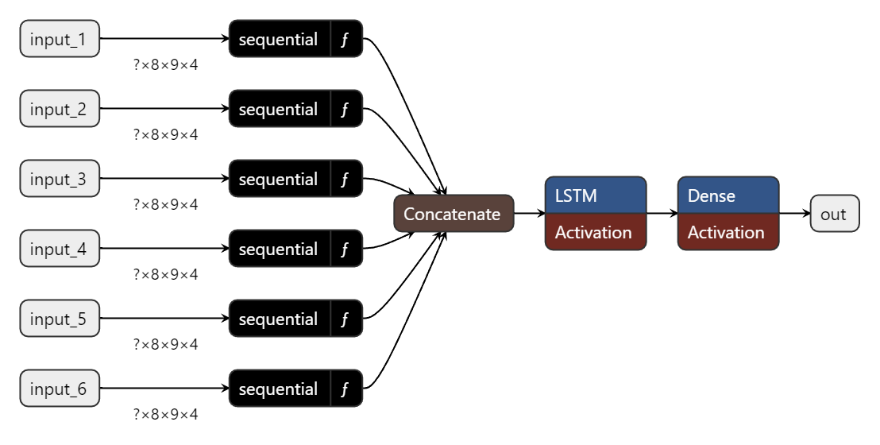 input_1
?×8×9×4
sequential f
input_2
?×8×9×4
sequential f
input_3
?×8×9×4
sequential f
input_4
?×8×9×4
sequential f
input_5
?×8×9×4
sequential f
input_6
?×8×9×4
sequential f
Concatenate
LSTM
Activation
Dense
Activation
out